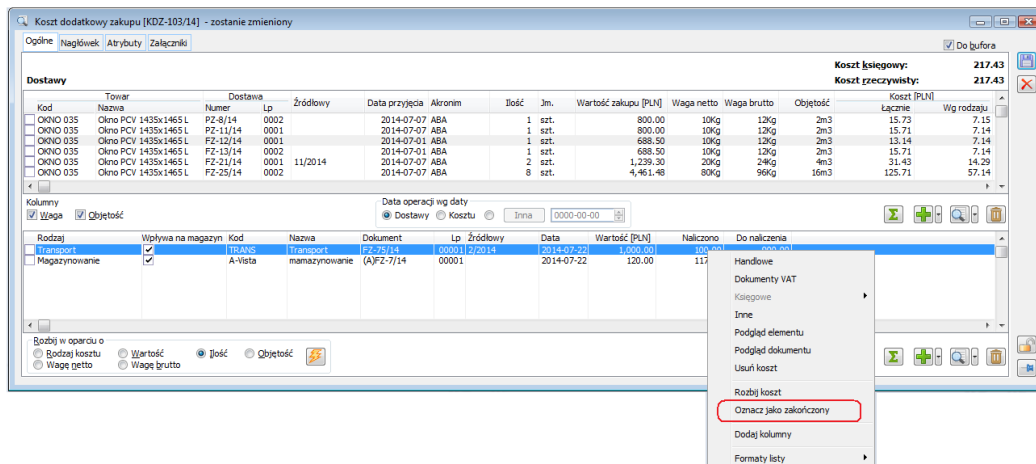 Koszt dodatkowy zakupu [KDZ-103/14] - zostanie zmieniony
Ogólne Nagłówek Atrybuty Załączniki Do bufora
Koszt księgowy: 217.43
Dostawy Koszt rzeczywisty: 217.43
Towar Dostawa Źródłowy Data przyjęcia Akronim Ilość Jm. Wartość zakupu [PLN] Waga netto Waga brutto Objętość Koszt [PLN]
Kod Nazwa Numer Lp Łącznie Wg rodzaju
OKNO 035 Okno PCV 1435x1465 L PZ-8/14 0002 2014-07-07 ABA 1 szt. 800.00 10Kg 12Kg 2m3 15.73 7.15
OKNO 035 Okno PCV 1435x1465 L PZ-11/14 0001 2014-07-07 ABA 1 szt. 800.00 10Kg 12Kg 2m3 15.71 7.14
OKNO 035 Okno PCV 1435x1465 L FZ-12/14 0001 2014-07-01 ABA 1 szt. 688.50 10Kg 12Kg 2m3 13.14 7.14
OKNO 035 Okno PCV 1435x1465 L FZ-13/14 0002 2014-07-01 ABA 1 szt. 688.50 10Kg 12Kg 2m3 15.71 7.14
OKNO 035 Okno PCV 1435x1465 L FZ-21/14 0001 11/2014 2014-07-07 ABA 2 szt. 1,239.30 20Kg 24Kg 4m3 31.43 14.29
OKNO 035 Okno PCV 1435x1465 L FZ-25/14 0002 2014-07-07 ABA 8 szt. 4,461.48 80Kg 96Kg 16m3 125.71 57.14
Kolumny Data operacji wg daty
Waga Objętość Dostawy Kosztu Inna 0000-00-00
Rodzaj Wpływa na magazyn Kod Nazwa Dokument Lp Źródłowy Data Wartość [PLN] Naliczono Do naliczenia
Transport TRANS Transport FZ-75/14 00001 2/2014 2014-07-22 1,000.00 100.00 900.00
Magazynowanie A-Vista mamazynowanie (A)FZ-7/14 00001 2014-07-22 120.00 117
Handlowe
Dokumenty VAT
Księgowe
Inne
Podgląd elementu
Podgląd dokumentu
Usuń koszt
Rozbij koszt
Oznacz jako zakończony
Dodaj kolumny
Formaty listy
Rozbij w oparciu o
Rodzaj kosztu Wartość Ilość Objętość
Wagę netto Wagę brutto